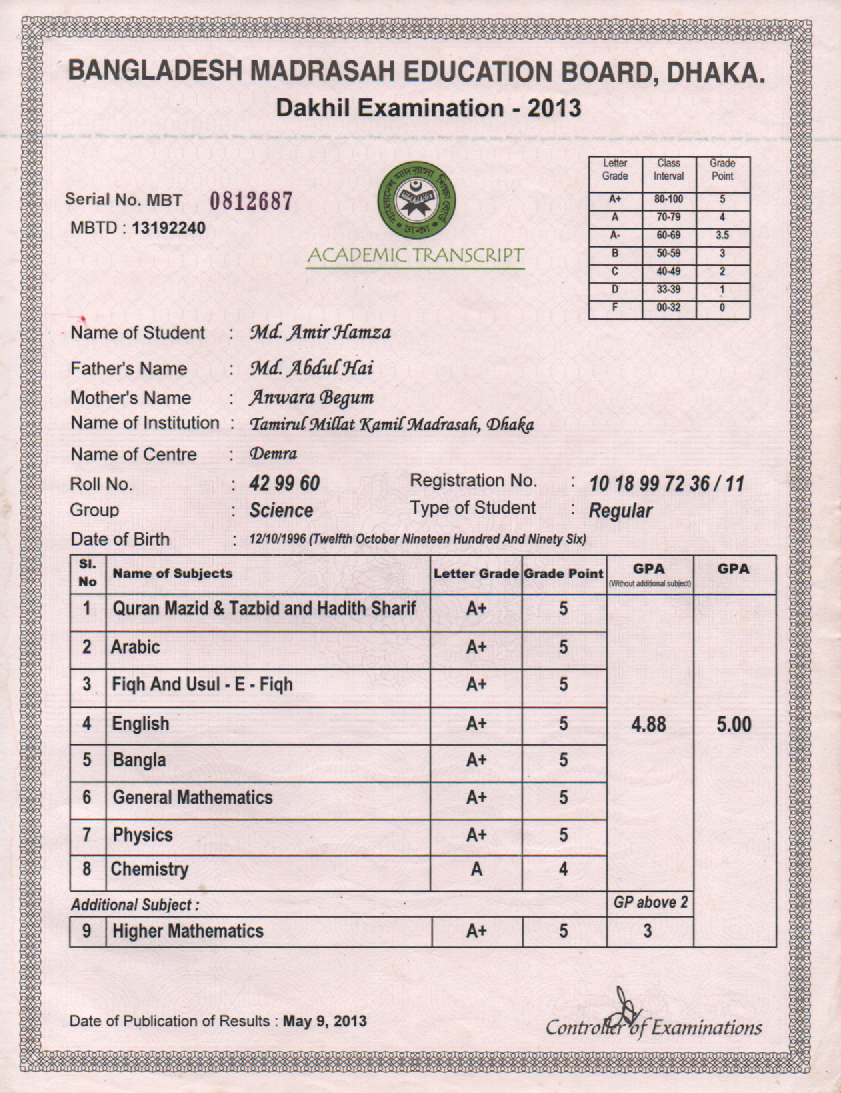 BANGLADESH MADRASAH EDUCATION BOARD, DHAKA.
Dakhil Examination - 2013
Serial No. MBT 0812687
MBTD : 13192240
ঢাকা
ACADEMIC TRANSCRIPT
Letter Grade Class Interval Grade Point
A+ 80-100 5
A 70-79 4
A- 60-69 3.5
B 50-59 3
C 40-49 2
D 33-39 1
F 00-32 0
Name of Student : Md. Amir Hamza
Father's Name : Md. Abdul Hai
Mother's Name : Anwara Begum
Name of Institution : Tamirul Millat Kamil Madrasah, Dhaka
Name of Centre : Demra
Roll No. : 42 99 60 Registration No. : 10 18 99 72 36 / 11
Group : Science Type of Student : Regular
Date of Birth : 12/10/1996 (Twelfth October Nineteen Hundred And Ninety Six)
Sl. No Name of Subjects Letter Grade Grade Point GPA (Without additional subject) GPA
1 Quran Mazid & Tazbid and Hadith Sharif A+ 5
2 Arabic A+ 5
3 Fiqh And Usul - E - Fiqh A+ 5
4 English A+ 5 4.88 5.00
5 Bangla A+ 5
6 General Mathematics A+ 5
7 Physics A+ 5
8 Chemistry A 4
Additional Subject : GP above 2
9 Higher Mathematics A+ 5 3
Date of Publication of Results : May 9, 2013
Controller of Examinations